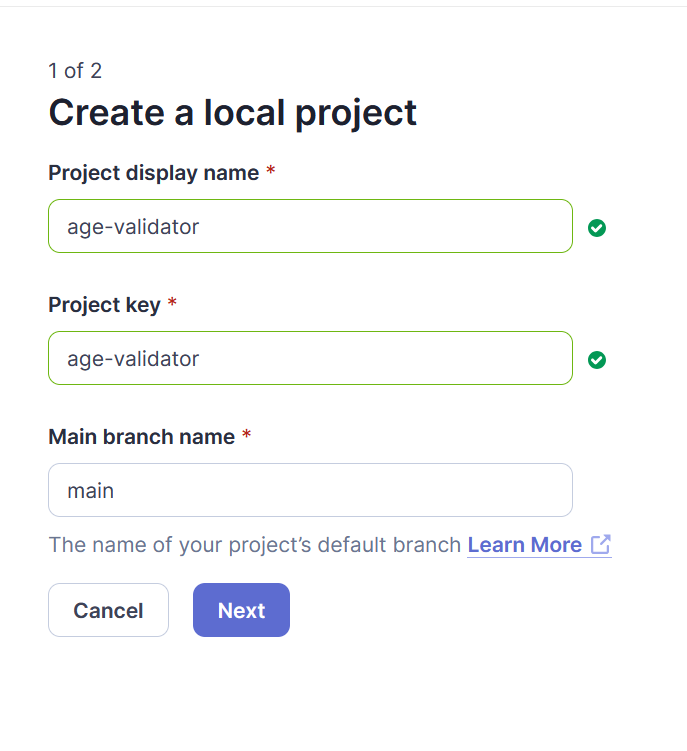 1 of 2
Create a local project
Project display name *
age-validator
Project key *
age-validator
Main branch name *
main
The name of your project’s default branch Learn More
Cancel Next